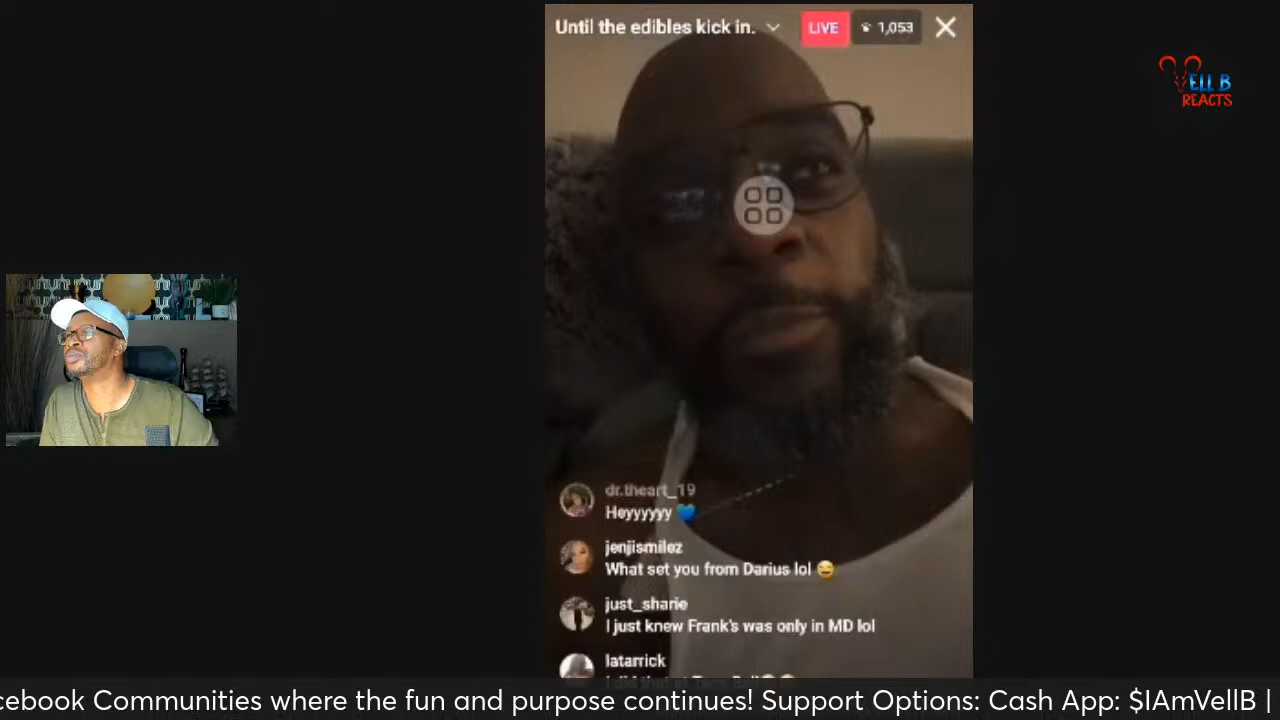 Until the edibles kick in.
LIVE
1,053
VELL B
REACTS
dr.theart_19
Heyyyyyy 💙
jenjismilez
What set you from Darius lol 😂
just_sharie
I just knew Frank's was only in MD lol
latarrick
cebook Communities where the fun and purpose continues! Support Options: Cash App: $IAmVellB |